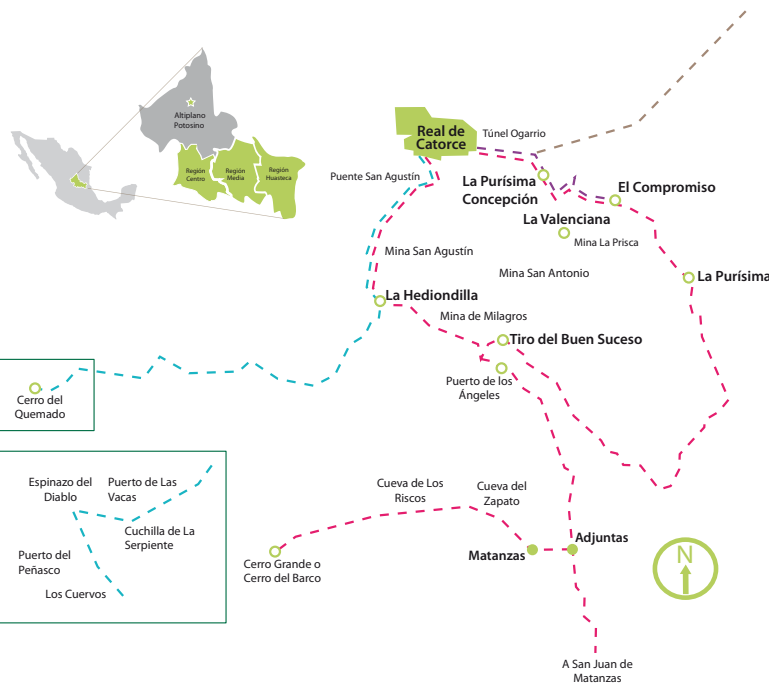 Real de
Catorce
Túnel Ogarrio
Altiplano
Potosino
Región
Centro
Región
Media
Región
Huasteca
Puente San Agustín
La Purísima
Concepción
El Compromiso
La Valenciana
Mina La Prisca
Mina San Agustín
Mina San Antonio
La Purísima
La Hediondilla
Mina de Milagros
Tiro del Buen Suceso
Puerto de los
Ángeles
Cerro del
Quemado
Espinazo del
Diablo
Puerto de Las
Vacas
Cuchilla de La
Serpiente
Puerto del
Peñasco
Los Cuervos
Cueva de Los
Riscos
Cueva del
Zapato
Cerro Grande o
Cerro del Barco
Matanzas
Adjuntas
N
A San Juan de
Matanzas